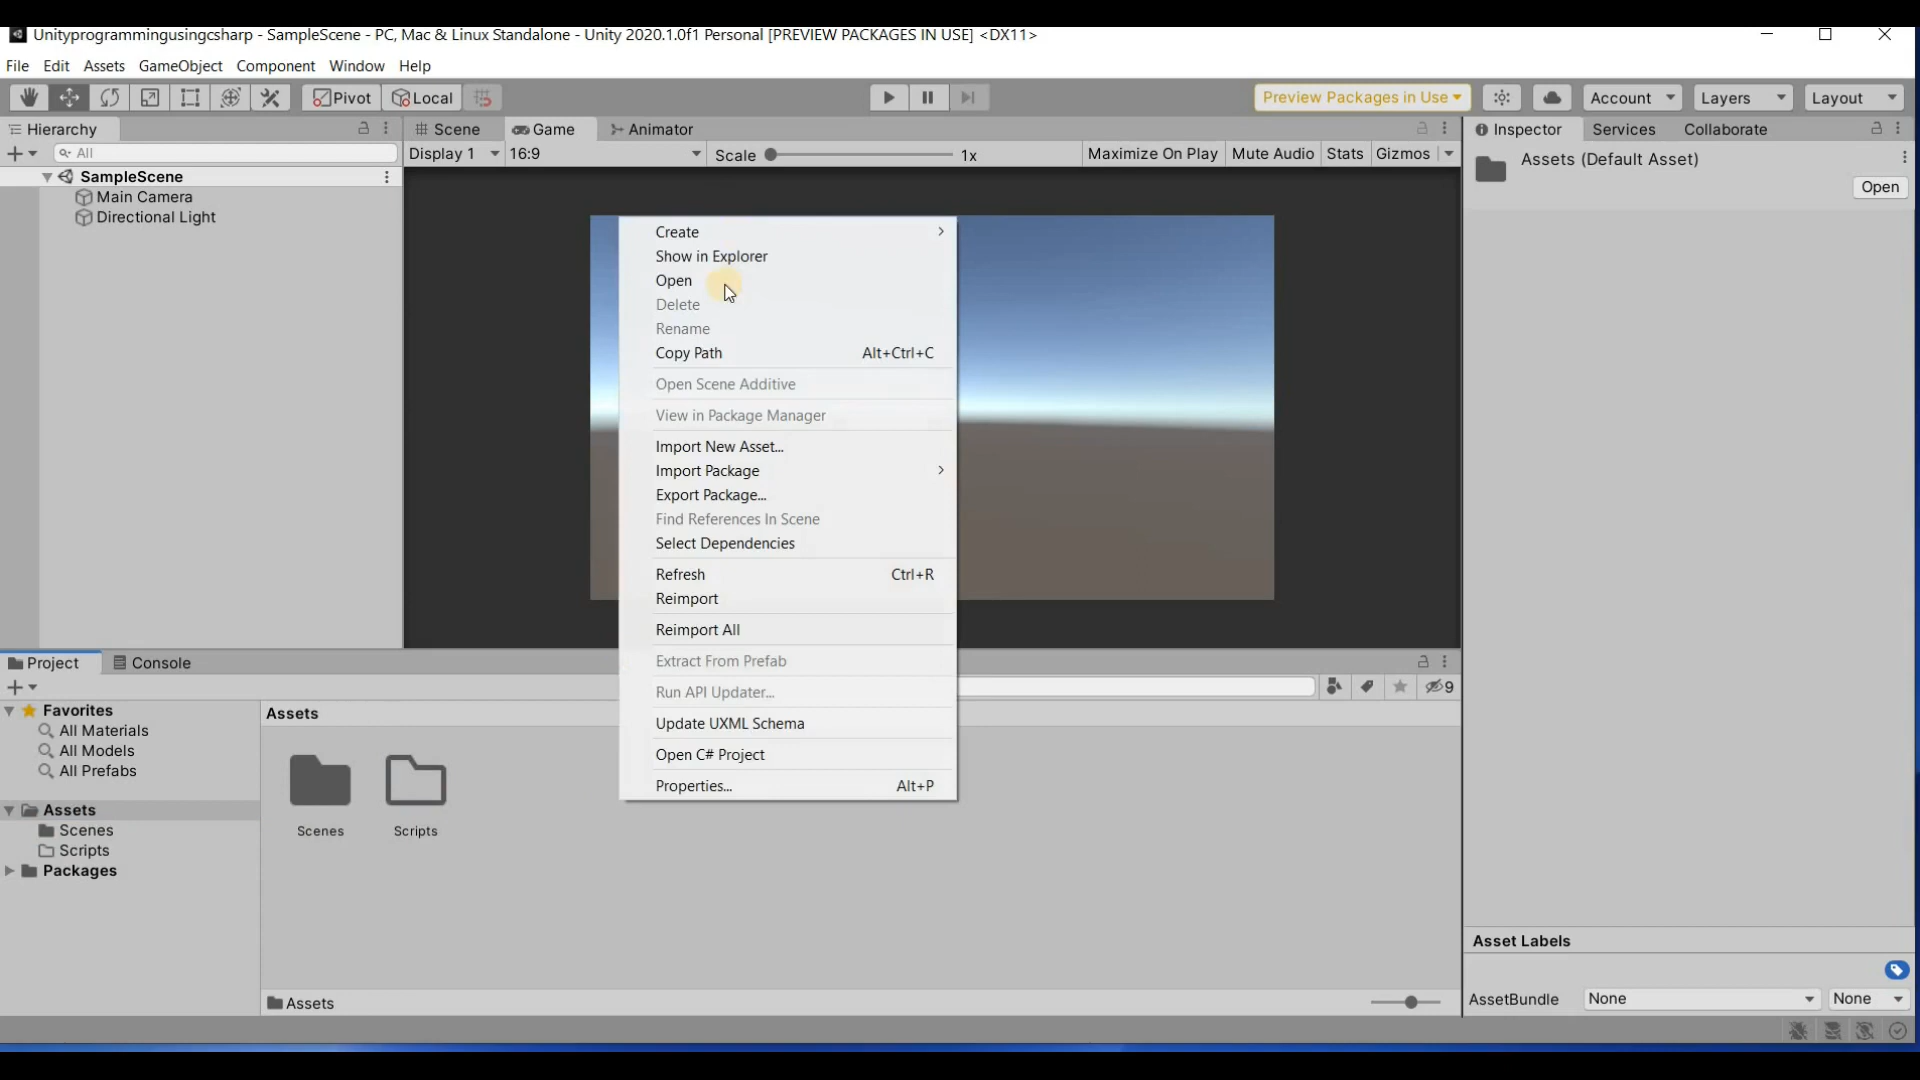 Unityprogrammingusingcsharp - SampleScene - PC, Mac & Linux Standalone - Unity 2020.1.0f1 Personal [PREVIEW PACKAGES IN USE] <DX11>
File Edit Assets GameObject Component Window Help
Pivot Local Preview Packages in Use Account Layers Layout
Hierarchy Scene Game Animator Inspector Services Collaborate
All Display 1 16:9 Scale 1x Maximize On Play Mute Audio Stats Gizmos
Assets (Default Asset)
Open
SampleScene
Main Camera
Directional Light
Create
Show in Explorer
Open
Delete
Rename
Copy Path Alt+Ctrl+C
Open Scene Additive
View in Package Manager
Import New Asset...
Import Package
Export Package...
Find References In Scene
Select Dependencies
Refresh Ctrl+R
Reimport
Reimport All
Extract From Prefab
Run API Updater...
Update UXML Schema
Open C# Project
Properties... Alt+P
Project Console
9
Favorites
All Materials
All Models
All Prefabs
Assets
Scenes
Scripts
Packages
Assets
Scenes Scripts
Assets
Asset Labels
AssetBundle None None